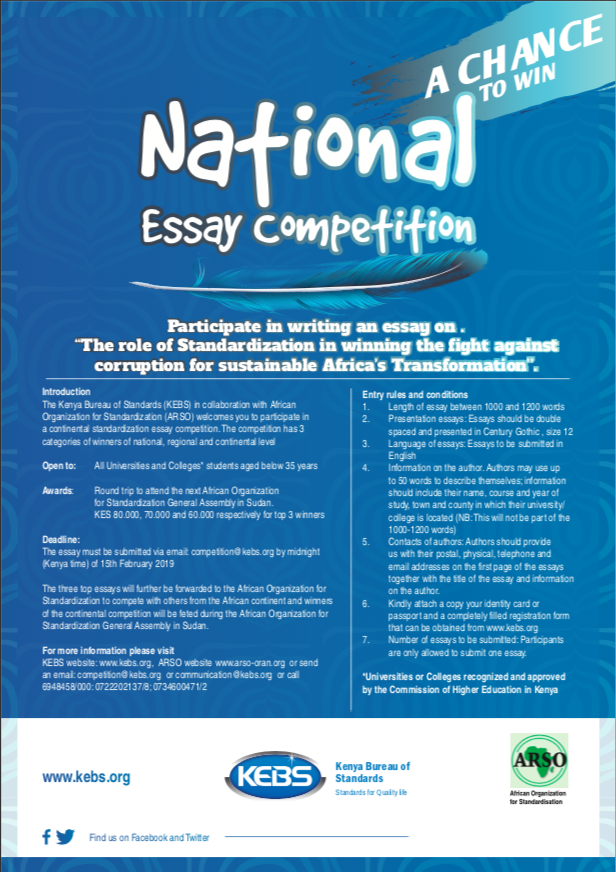 A CHANCE
TO WIN
National
Essay Competition
Participate in writing an essay on .
“The role of Standardization in winning the fight against
corruption for sustainable Africa's Transformation”.
Introduction
The Kenya Bureau of Standards (KEBS) in collaboration with African
Organization for Standardization (ARSO) welcomes you to participate in
a continental standardization essay competition. The competition has 3
categories of winners of national, regional and continental level
Open to: All Universities and Colleges* students aged below 35 years
Awards: Round trip to attend the next African Organization
for Standardization General Assembly in Sudan.
KES 80.000, 70.000 and 60.000 respectively for top 3 winners
Deadline:
The essay must be submitted via email: competition@kebs.org by midnight
(Kenya time) of 15th February 2019
The three top essays will further be forwarded to the African Organization for
Standardization to compete with others from the African continent and winners
of the continental competition will be feted during the African Organization for
Standardization General Assembly in Sudan.
For more information please visit
KEBS website: www.kebs.org, ARSO website www.arso-oran.org or send
an email: competition@kebs.org or communication@kebs.org or call
6948458/000: 0722202137/8; 0734600471/2
Entry rules and conditions
1. Length of essay between 1000 and 1200 words
2. Presentation essays: Essays should be double
spaced and presented in Century Gothic , size 12
3. Language of essay: Essays to be submitted in
English
4. Information on the author. Authors may use up
to 50 words to describe themselves; information
should include their name, course and year of
study, town and county in which their university/
college is located (NB: This will not be part of the
1000-1200 words)
5. Contacts of authors: Authors should provide
us with their postal, physical, telephone and
email addresses on the first page of the essays
together with the title of the essay and information
on the author.
6. Kindly attach a copy your identity card or
passport and a completely filled registration form
that can be obtained from www.kebs.org
7. Number of essays to be submitted: Participants
are only allowed to submit one essay.
*Universities or Colleges recognized and approved
by the Commission of Higher Education in Kenya
www.kebs.org
KEBS
Kenya Bureau of
Standards
Standards for Quality life
ARSO
African Organization
for Standardisation
Find us on Facebook and Twitter